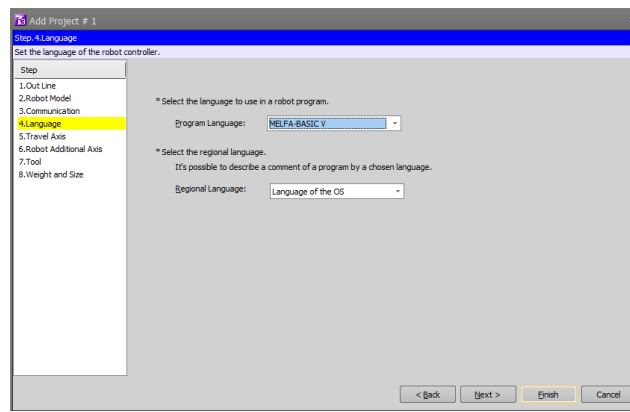 Add Project # 1
Step.4.Language
Set the language of the robot controller.
Step
1.Out Line
2.Robot Model
3.Communication
4.Language
5.Travel Axis
6.Robot Additional Axis
7.Tool
8.Weight and Size
* Select the language to use in a robot program.
Program Language: MELFA-BASIC V
* Select the regional language.
It's possible to describe a comment of a program by a chosen language.
Regional Language: Language of the OS
< Back Next > Finish Cancel